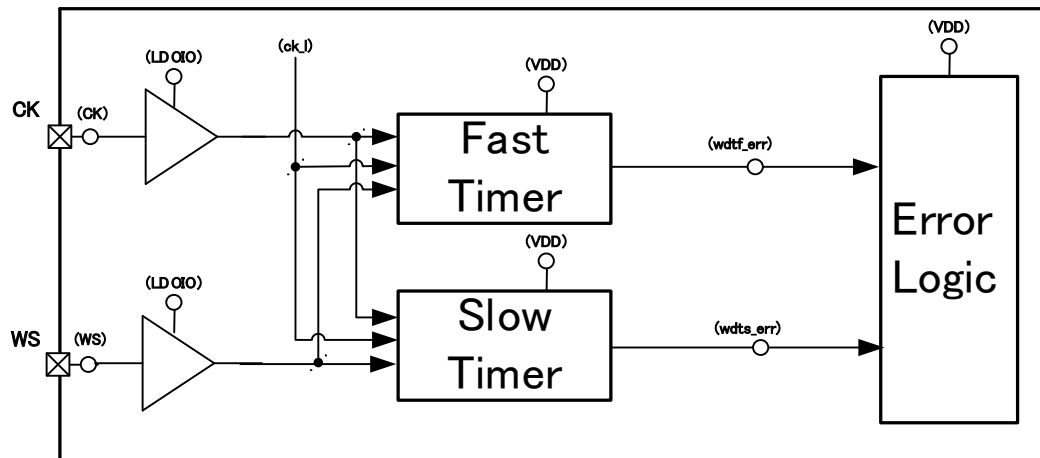 (VDD)
(ck_l)
(LDOIO)
(VDD)
CK
(CK)
Fast
Timer
(wdtf_err)
Error
Logic
(VDD)
(LDOIO)
Slow
Timer
(wdts_err)
WS
(WS)